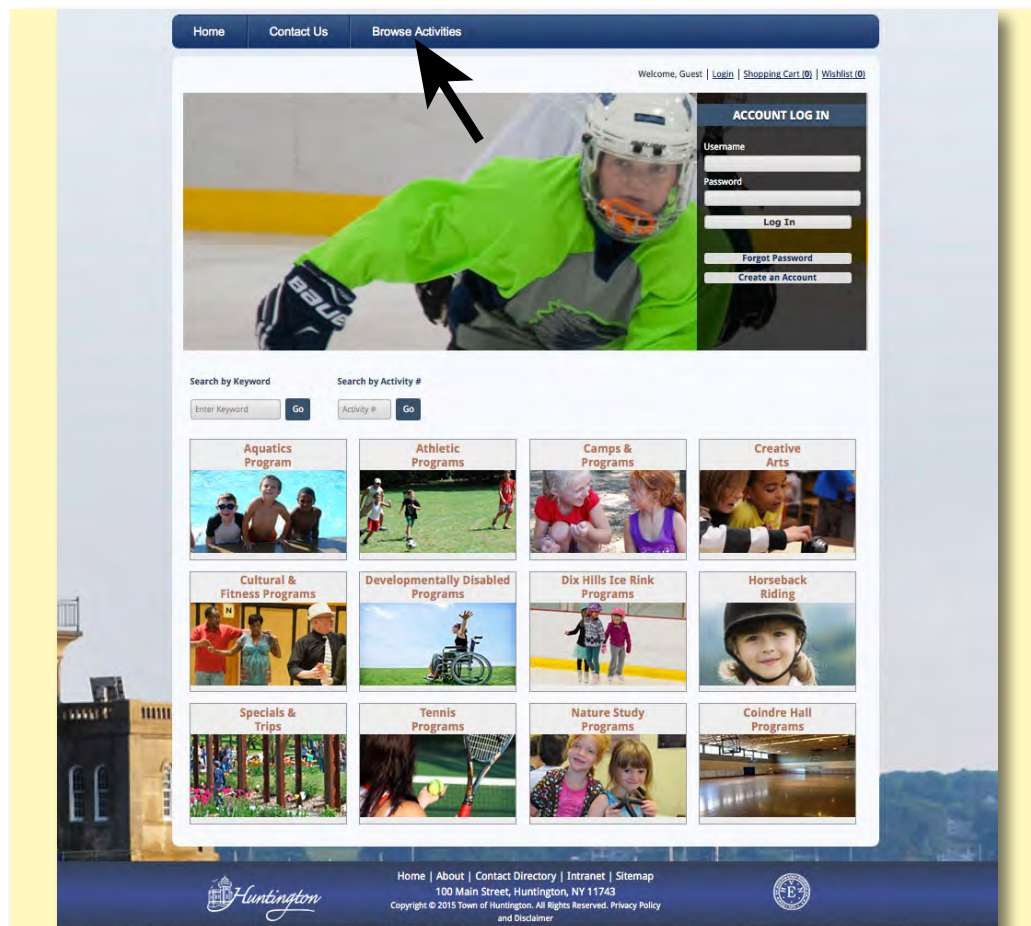 Home Contact Us Browse Activities
Welcome, Guest | Login | Shopping Cart (0) | Wishlist (0)
ACCOUNT LOG IN
Username
Password
Log In
Forgot Password
Create an Account
BAUER
Search by Keyword Search by Activity #
Enter Keyword Go Activity # Go
Aquatics
Program
Athletic
Programs
Camps &
Programs
Creative
Arts
Cultural &
Fitness Programs
N
Developmentally Disabled
Programs
Dix Hills Ice Rink
Programs
Horseback
Riding
Specials &
Trips
Tennis
Programs
Nature Study
Programs
Coindre Hall
Programs
Huntington
Home | About | Contact Directory | Intranet | Sitemap
100 Main Street, Huntington, NY 11743
Copyright © 2015 Town of Huntington. All Rights Reserved. Privacy Policy
and Disclaimer